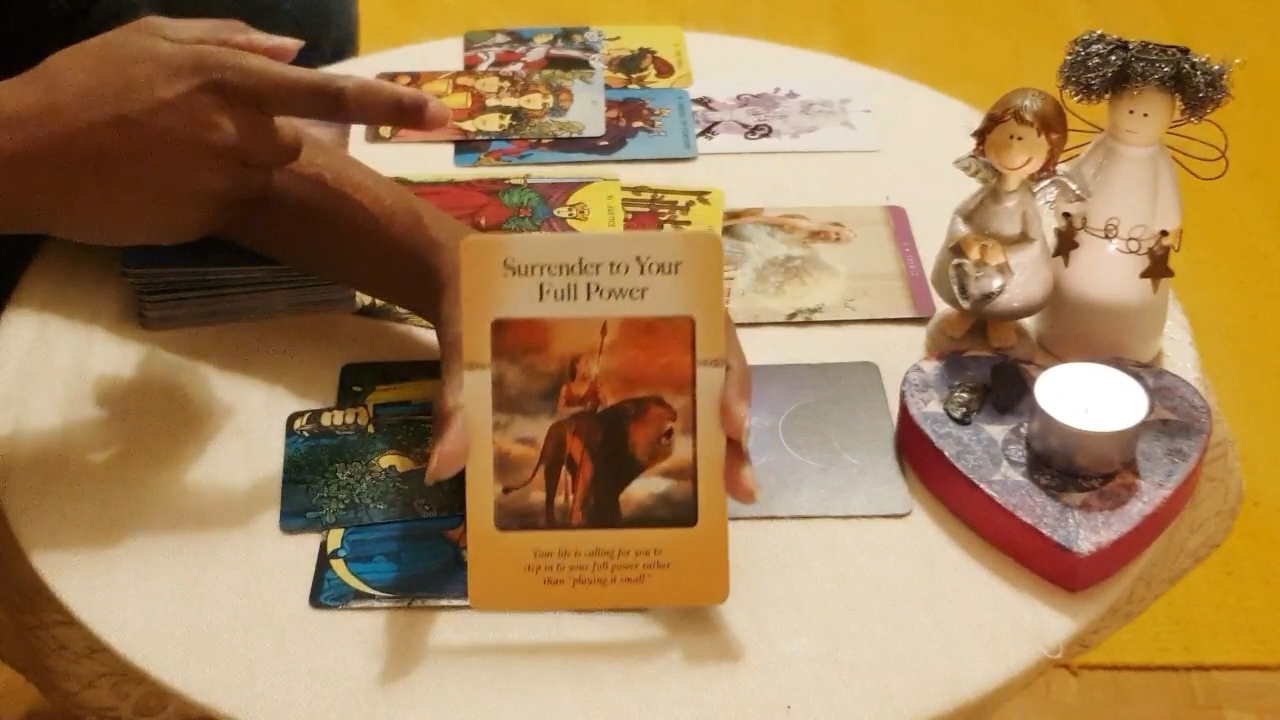 Surrender to Your
Full Power
Your life is calling for you to
step in to your full power rather
than "playing it small"